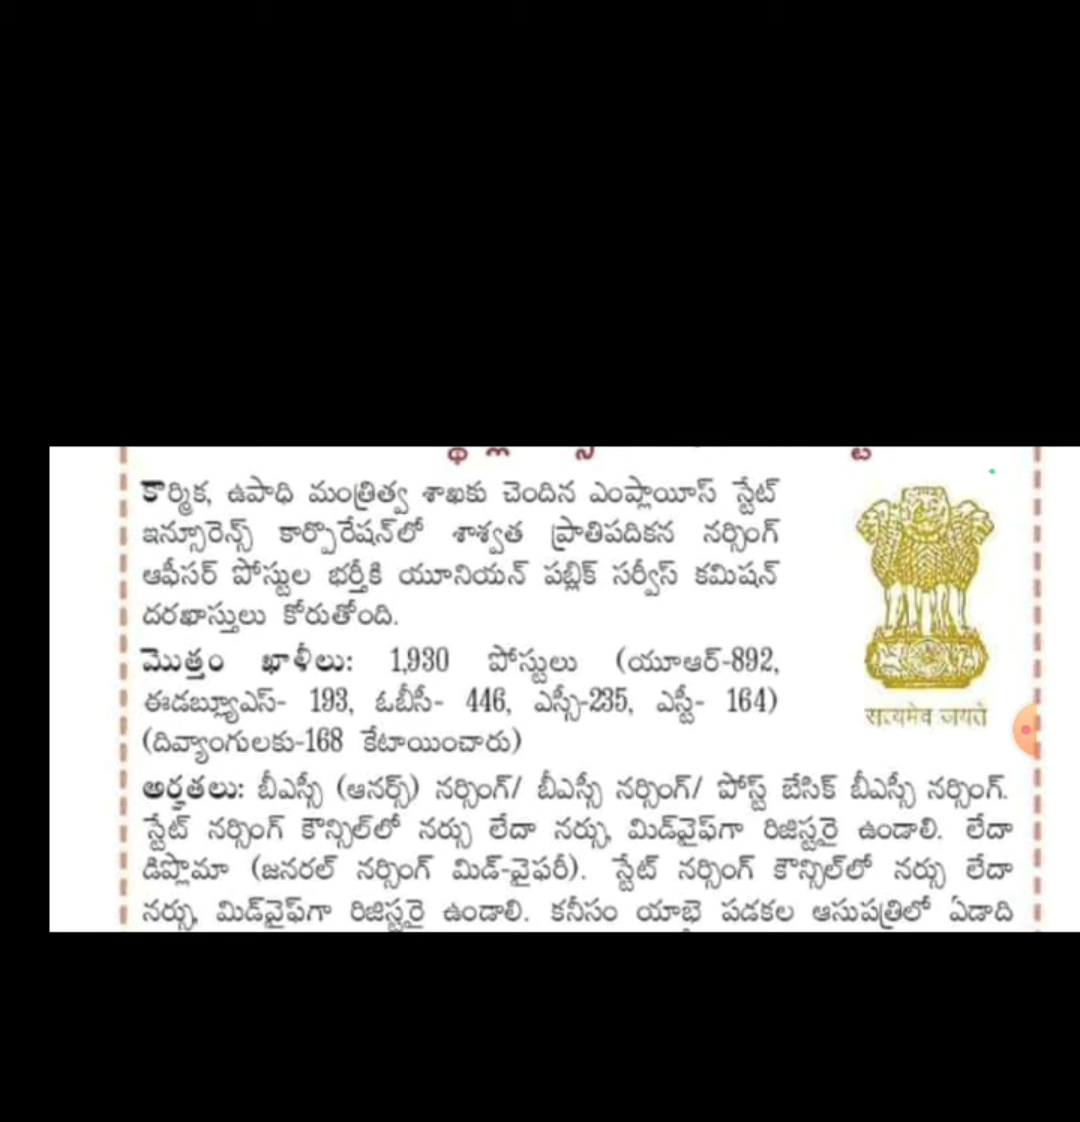 కార్మిక, ఉపాధి మంత్రిత్వ శాఖకు చెందిన ఎంప్లాయీస్ స్టేట్
ఇన్సూరెన్స్ కార్పొరేషన్‌లో శాశ్వత ప్రాతిపదికన నర్సింగ్
ఆఫీసర్ పోస్టుల భర్తీకి యూనియన్ పబ్లిక్ సర్వీస్ కమిషన్
దరఖాస్తులు కోరుతోంది.
మొత్తం ఖాళీలు: 1,930 పోస్టులు (యూఆర్-892,
ఈడబ్ల్యూఎస్- 193, ఓబీసీ- 446, ఎస్సీ-235, ఎస్టీ- 164)
(దివ్యాంగులకు-168 కేటాయించారు)
सत्यमेव जयते
అర్హతలు: బీఎస్సీ (ఆనర్స్) నర్సింగ్/ బీఎస్సీ నర్సింగ్/ పోస్ట్ బేసిక్ బీఎస్సీ నర్సింగ్.
స్టేట్ నర్సింగ్ కౌన్సిల్‌లో నర్సు లేదా నర్సు, మిడ్‌వైఫ్‌గా రిజిస్టరై ఉండాలి. లేదా
డిప్లొమా (జనరల్ నర్సింగ్ మిడ్-వైఫరీ). స్టేట్ నర్సింగ్ కౌన్సిల్‌లో నర్సు లేదా
నర్సు, మిడ్‌వైఫ్‌గా రిజిస్టరై ఉండాలి. కనీసం యాభై పడకల ఆసుపత్రిలో ఏడాది